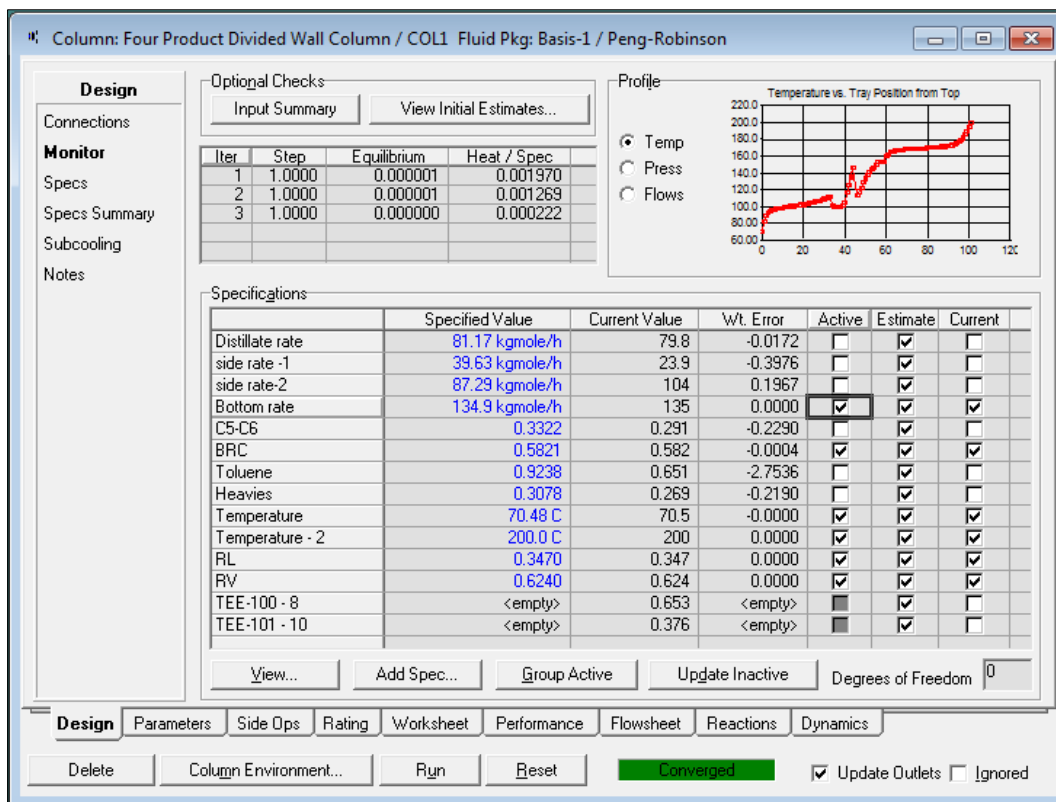 Column: Four Product Divided Wall Column / COL1 Fluid Pkg: Basis-1 / Peng-Robinson
Design
Connections
Monitor
Specs
Specs Summary
Subcooling
Notes
Optional Checks
Input Summary
View Initial Estimates...
Iter Step Equilibrium Heat / Spec
1 1.0000 0.000001 0.001970
2 1.0000 0.000001 0.001269
3 1.0000 0.000000 0.000222
Profile
Temp
Press
Flows
Temperature vs. Tray Position from Top
220.0
200.0
180.0
160.0
140.0
120.0
100.0
80.00
60.00
0 20 40 60 80 100 120
Specifications
Specified Value Current Value Wt. Error Active Estimate Current
Distillate rate 81.17 kgmole/h 79.8 -0.0172
side rate -1 39.63 kgmole/h 23.9 -0.3976
side rate-2 87.29 kgmole/h 104 0.1967
Bottom rate 134.9 kgmole/h 135 0.0000
C5-C6 0.3322 0.291 -0.2290
BRC 0.5821 0.582 -0.0004
Toluene 0.9238 0.651 -2.7536
Heavies 0.3078 0.269 -0.2190
Temperature 70.48 C 70.5 -0.0000
Temperature - 2 200.0 C 200 0.0000
RL 0.3470 0.347 0.0000
RV 0.6240 0.624 0.0000
TEE-100 - 8 <empty> 0.653 <empty>
TEE-101 - 10 <empty> 0.376 <empty>
View... Add Spec... Group Active Update Inactive Degrees of Freedom 0
Design Parameters Side Ops Rating Worksheet Performance Flowsheet Reactions Dynamics
Delete Column Environment... Run Reset Converged Update Outlets Ignored